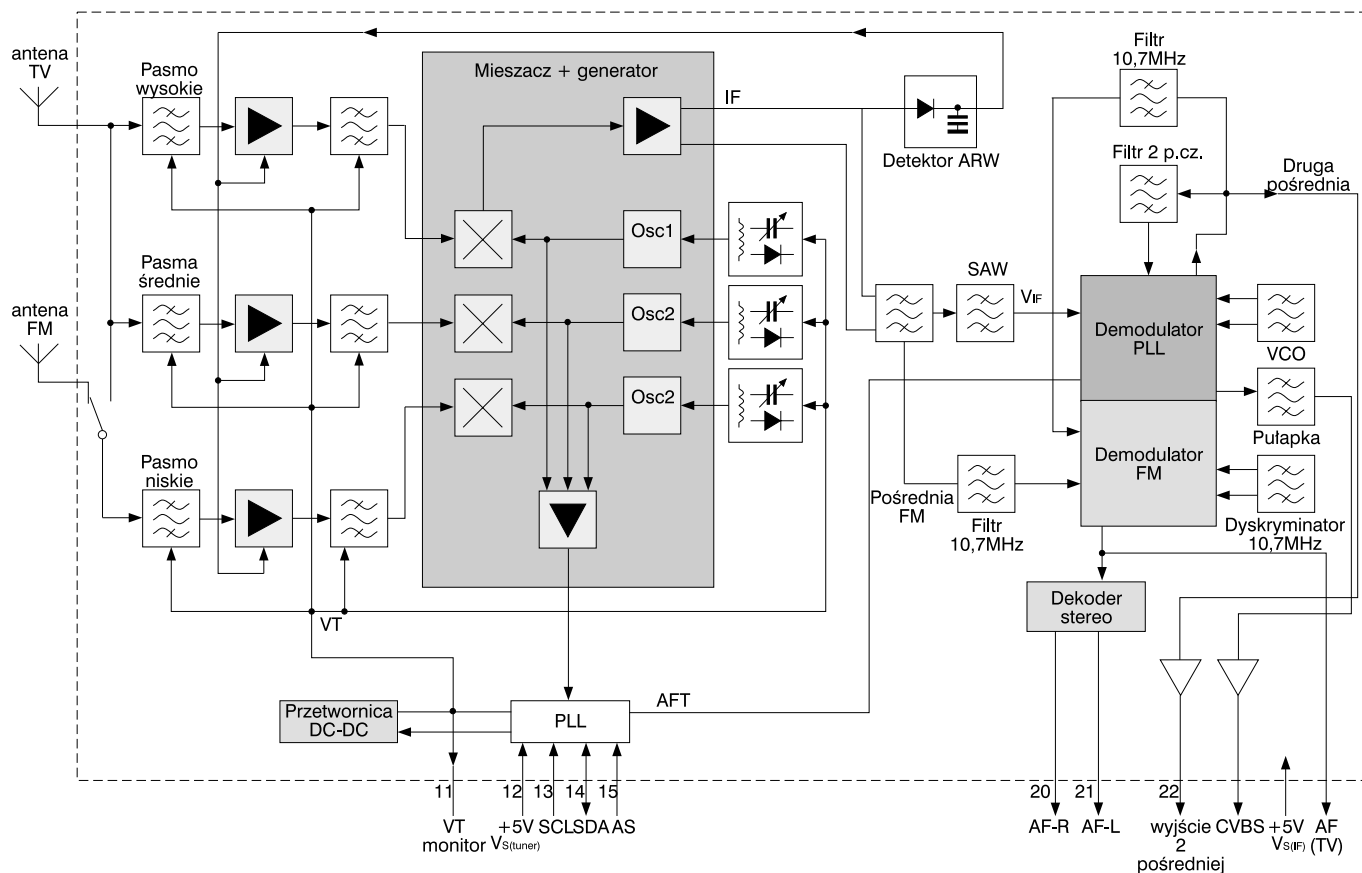 antena
TV
Pasmo
wysokie
Mieszacz + generator
IF
Detektor ARW
Filtr
10,7MHz
Filtr 2 p.cz.
Druga
pośrednia
Osc1
antena
FM
Pasma
średnie
Osc2
SAW
VIF
Demodulator
PLL
VCO
Osc2
Pułapka
Pasmo
niskie
Pośrednia
FM
Filtr
10,7MHz
Demodulator
FM
Dyskryminator
10,7MHz
VT
Dekoder
stereo
Przetwornica
DC-DC
PLL
AFT
11
12
13
14
15
20
21
22
VT
monitor
+5V
VS(tuner)
SCL
SDA
AS
AF-R
AF-L
wyjście
2
pośredniej
CVBS
+5V
VS(IF)
AF
(TV)